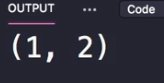 OUTPUT ... Code
(1, 2)